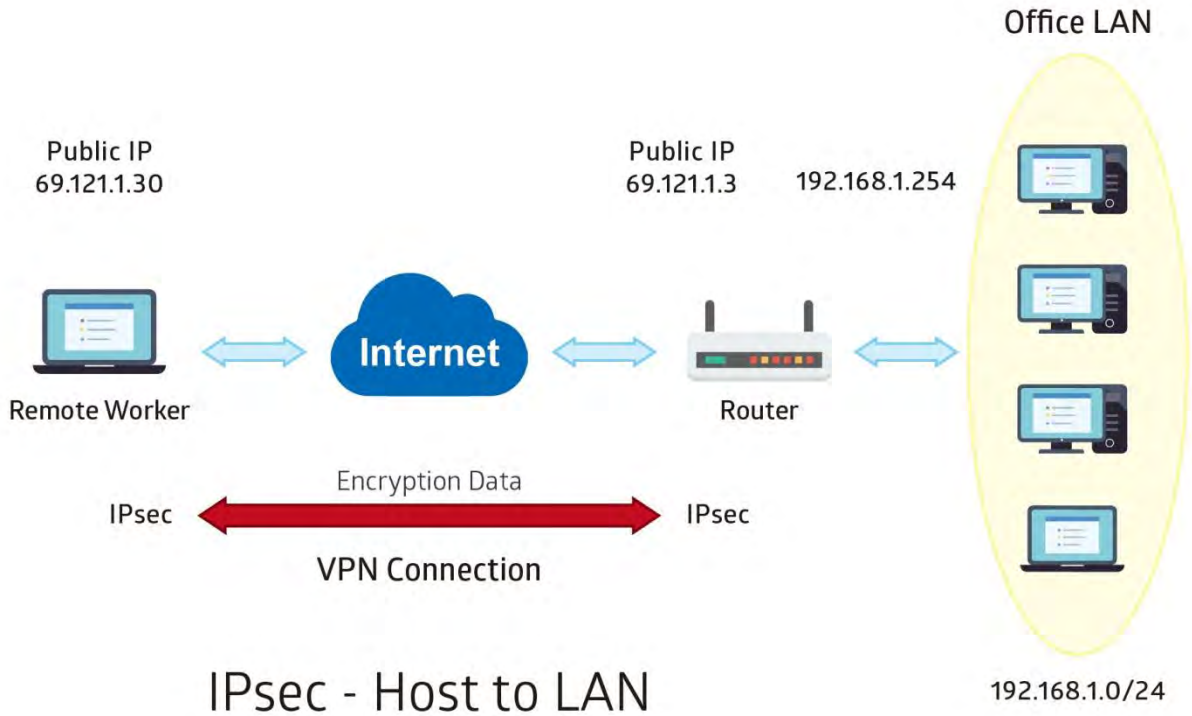 Office LAN
Public IP
69.121.1.30
Public IP
69.121.1.3
192.168.1.254
Internet
Remote Worker
Router
Encryption Data
IPsec
IPsec
VPN Connection
IPsec - Host to LAN
192.168.1.0/24